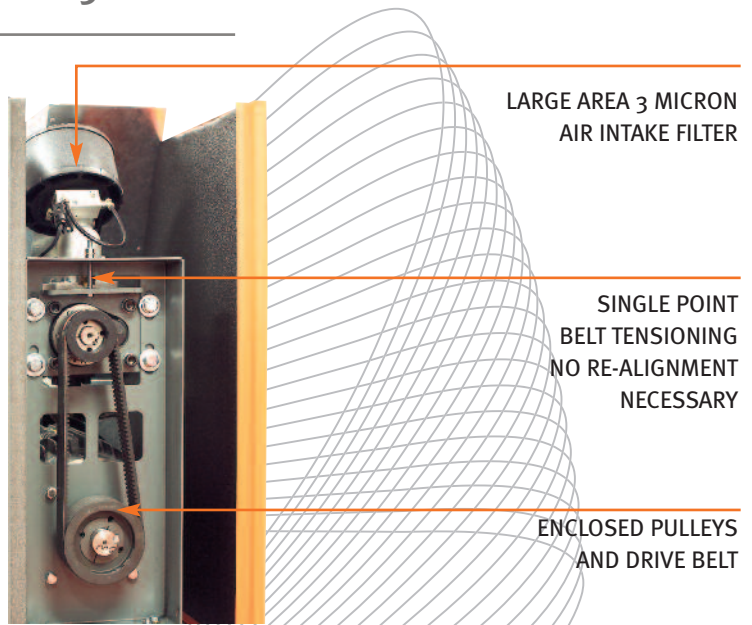 LARGE AREA 3 MICRON
AIR INTAKE FILTER
SINGLE POINT
BELT TENSIONING
NO RE-ALIGNMENT
NECESSARY
ENCLOSED PULLEYS
AND DRIVE BELT